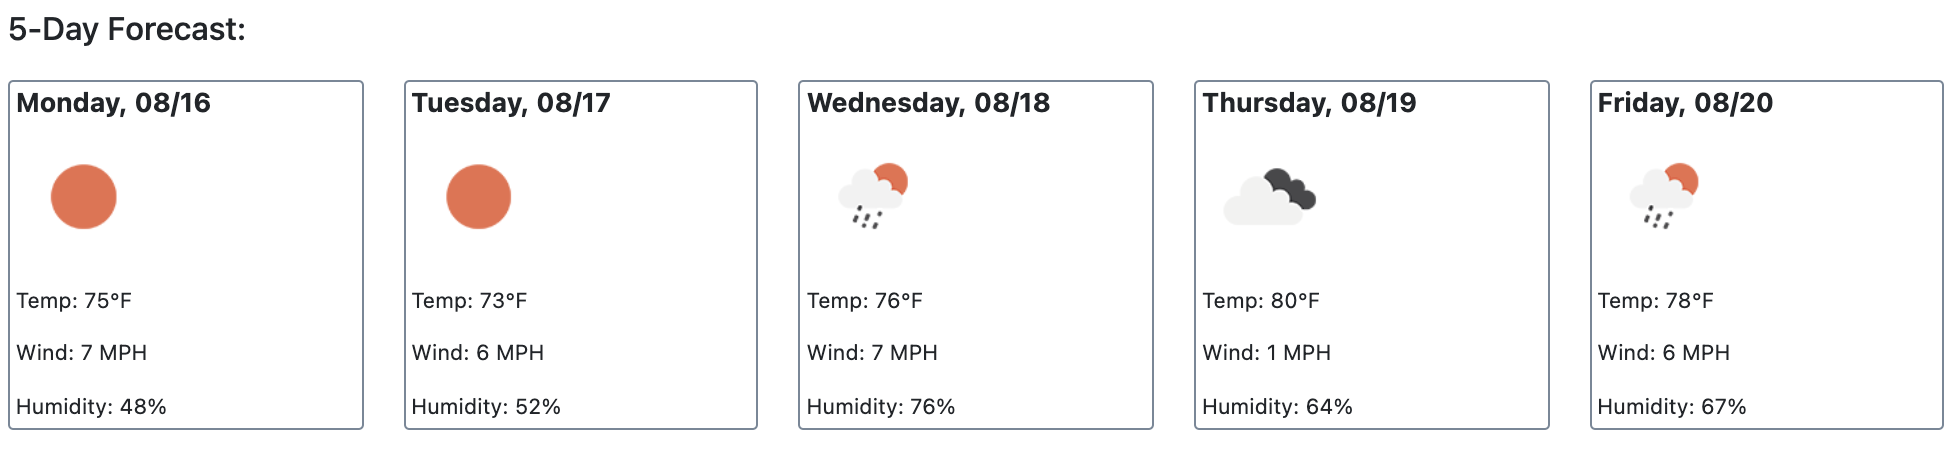 5-Day Forecast:
Monday, 08/16
Temp: 75°F
Wind: 7 MPH
Humidity: 48%
Tuesday, 08/17
Temp: 73°F
Wind: 6 MPH
Humidity: 52%
Wednesday, 08/18
Temp: 76°F
Wind: 7 MPH
Humidity: 76%
Thursday, 08/19
Temp: 80°F
Wind: 1 MPH
Humidity: 64%
Friday, 08/20
Temp: 78°F
Wind: 6 MPH
Humidity: 67%